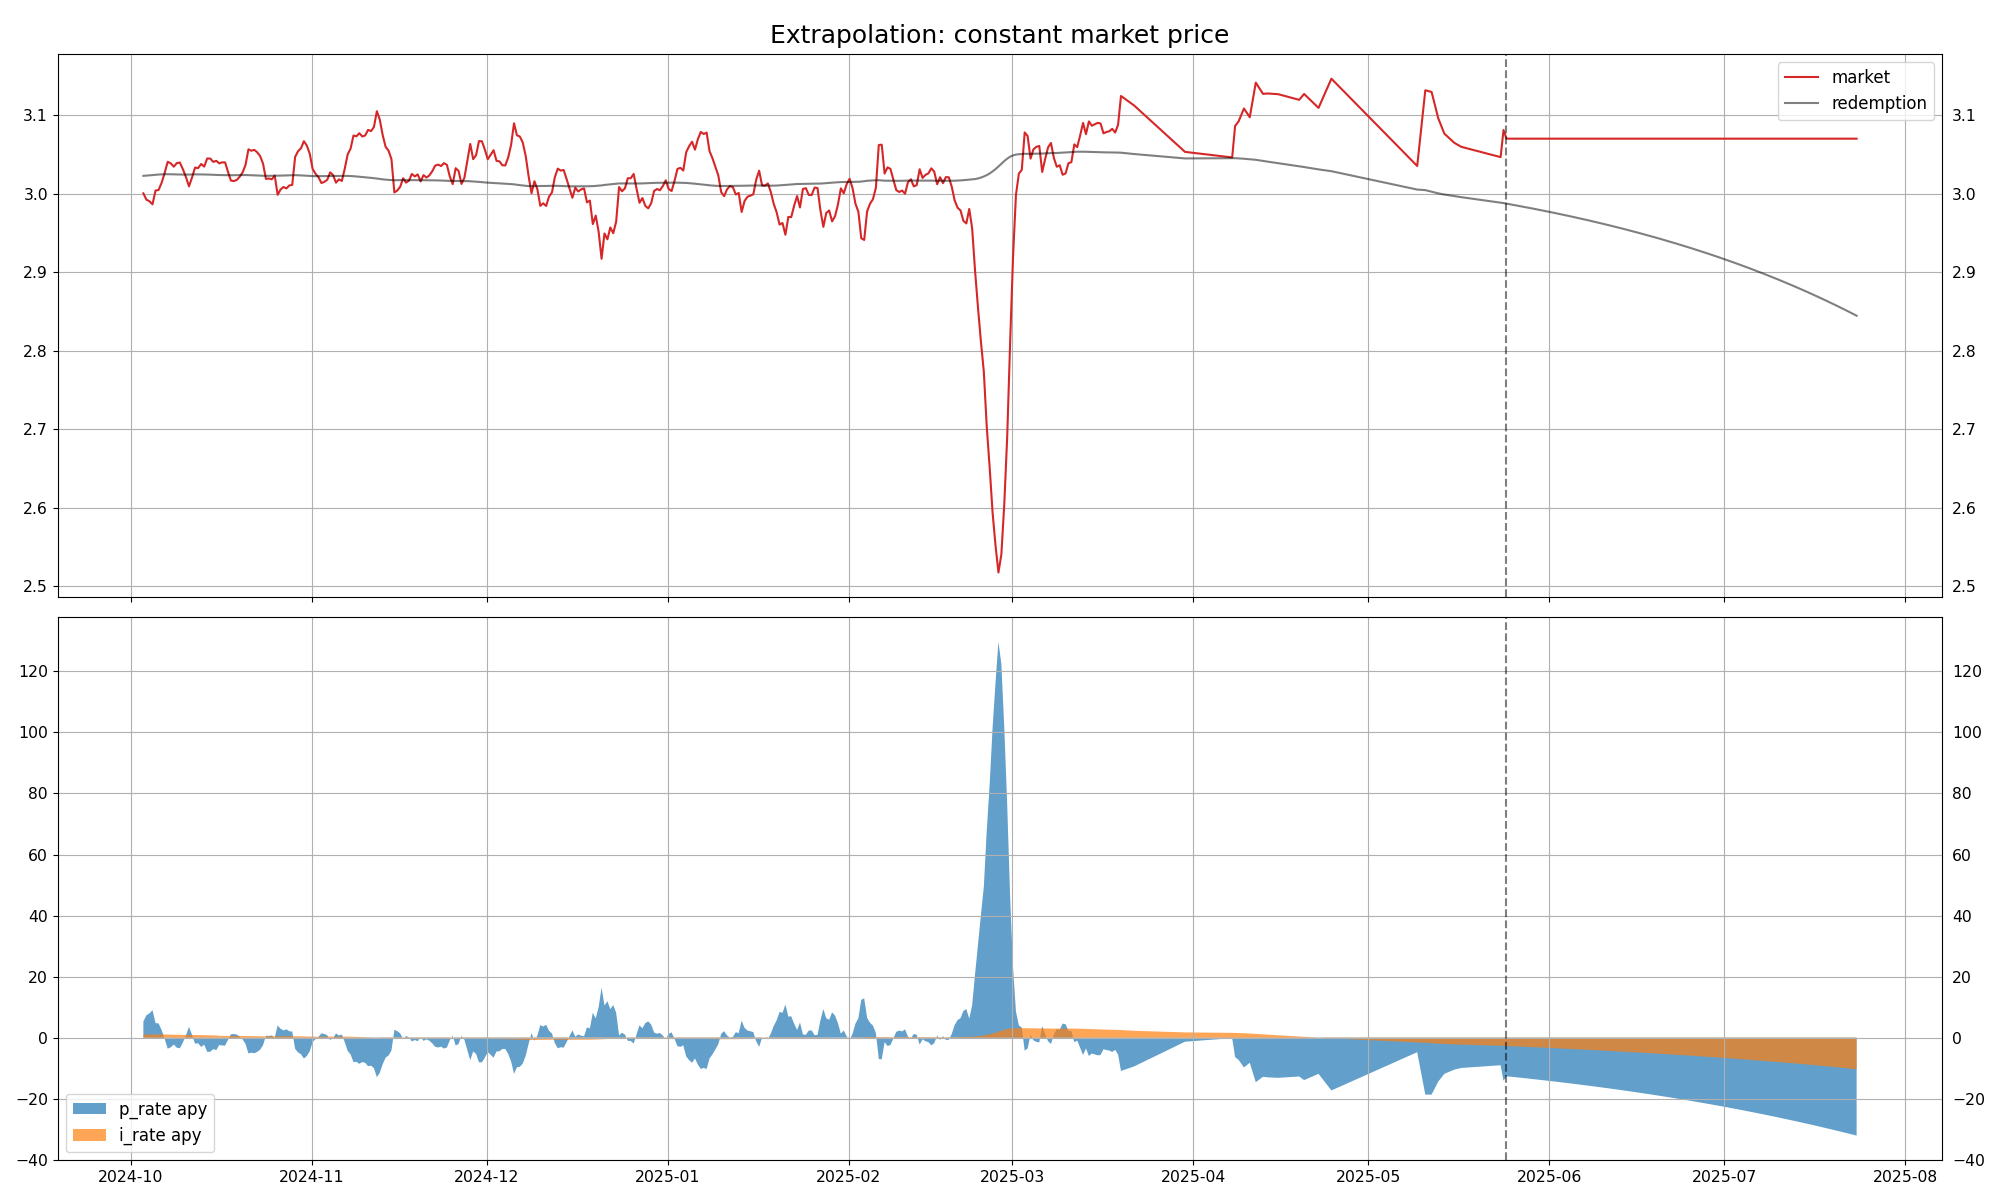 Extrapolation: constant market price
market
redemption
3.1 3.1
3.0 3.0
2.9 2.9
2.8 2.8
2.7 2.7
2.6 2.6
2.5 2.5
120 120
100 100
80 80
60 60
40 40
20 20
0 0
−20 −20
−40 −40
p_rate apy
i_rate apy
2024-10 2024-11 2024-12 2025-01 2025-02 2025-03 2025-04 2025-05 2025-06 2025-07 2025-08